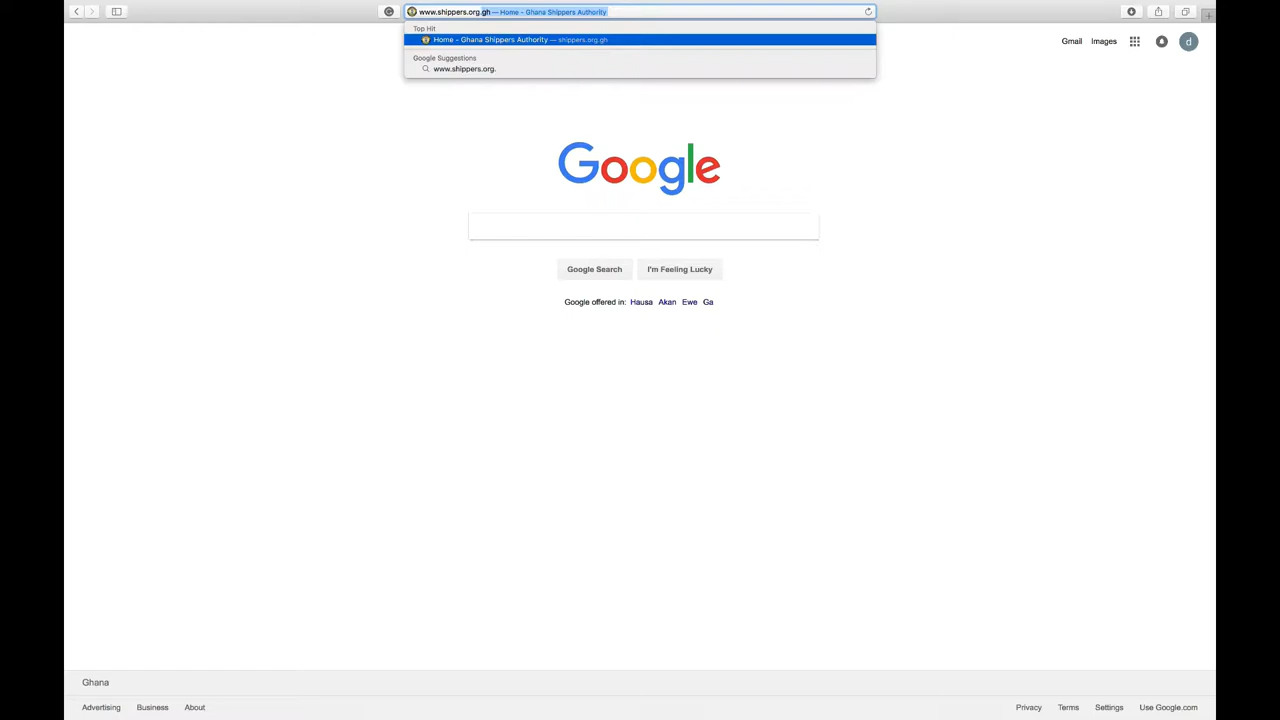 www.shippers.org.gh — Home - Ghana Shippers Authority
Top Hit
Home - Ghana Shippers Authority — shippers.org.gh
Google Suggestions
www.shippers.org.
Gmail Images d
Google
Google Search I'm Feeling Lucky
Google offered in: Hausa Akan Ewe Ga
Ghana
Advertising Business About Privacy Terms Settings Use Google.com